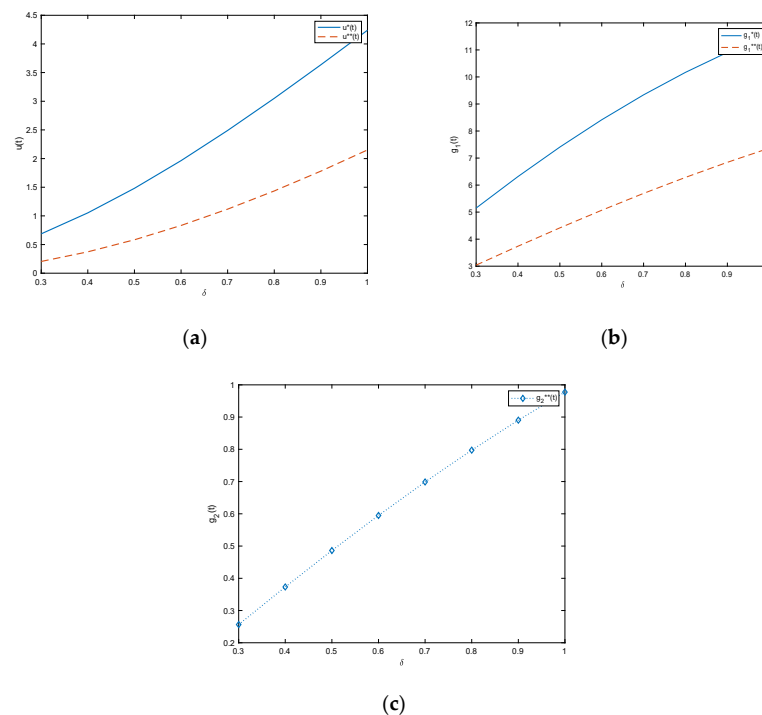 4.5
4
3.5
3
2.5
2
1.5
1
0.5
0
u(t)
u*(t)
u**(t)
0.3 0.4 0.5 0.6 0.7 0.8 0.9 1
δ
(a)
12
11
10
9
8
7
6
5
4
3
g₁(t)
g₁*(t)
g₁**(t)
0.3 0.4 0.5 0.6 0.7 0.8 0.9
δ
(b)
1
0.9
0.8
0.7
0.6
0.5
0.4
0.3
0.2
g₂(t)
g₂**(t)
0.3 0.4 0.5 0.6 0.7 0.8 0.9 1
δ
(c)